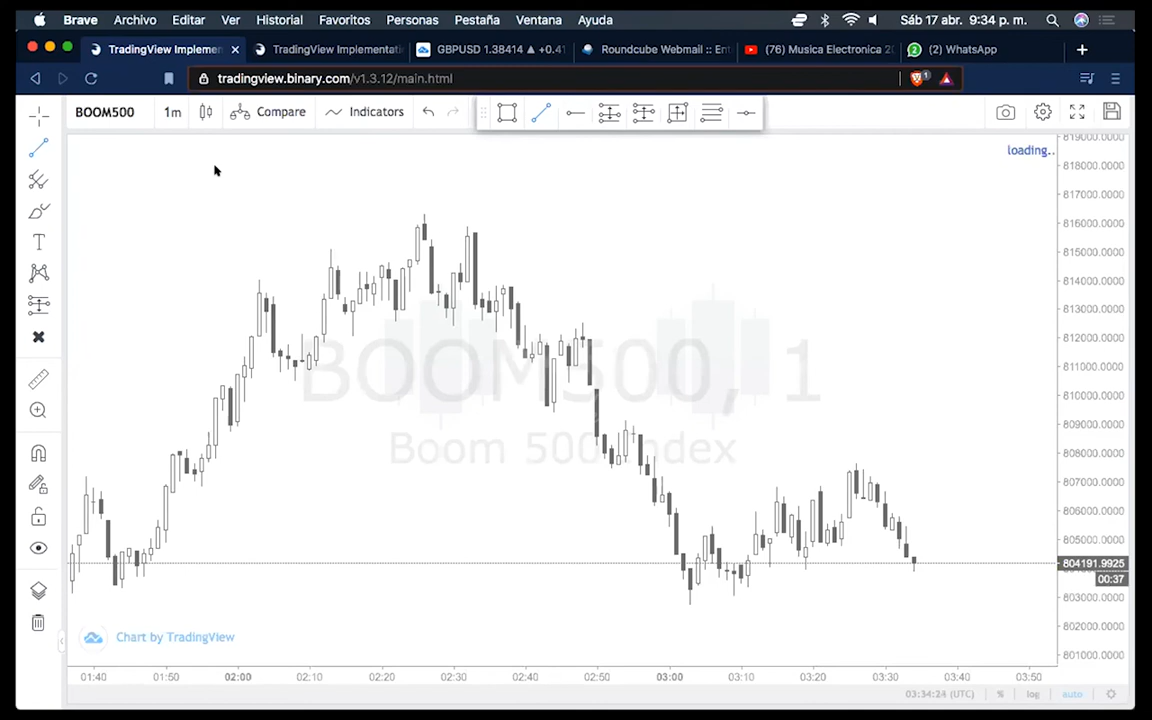 Brave Archivo Editar Ver Historial Favoritos Personas Pestaña Ventana Ayuda Sáb 17 abr. 9:34 p. m.
TradingView Implemen × TradingView Implementati GBPUSD 1.38414 ▲ +0.41 Roundcube Webmail :: Ent (76) Musica Electronica 20 2 (2) WhatsApp +
tradingview.binary.com/v1.3.12/main.html 1
BOOM500 1m Compare Indicators
loading..
819000.0000
818000.0000
817000.0000
816000.0000
815000.0000
814000.0000
813000.0000
812000.0000
811000.0000
810000.0000
809000.0000
808000.0000
807000.0000
806000.0000
805000.0000
804191.9925
00:37
803000.0000
802000.0000
801000.0000
BOOM500, 1
Boom 500 Index
T
Chart by TradingView
01:40 01:50 02:00 02:10 02:20 02:30 02:40 02:50 03:00 03:10 03:20 03:30 03:40 03:50
03:34:24 (UTC) % log auto